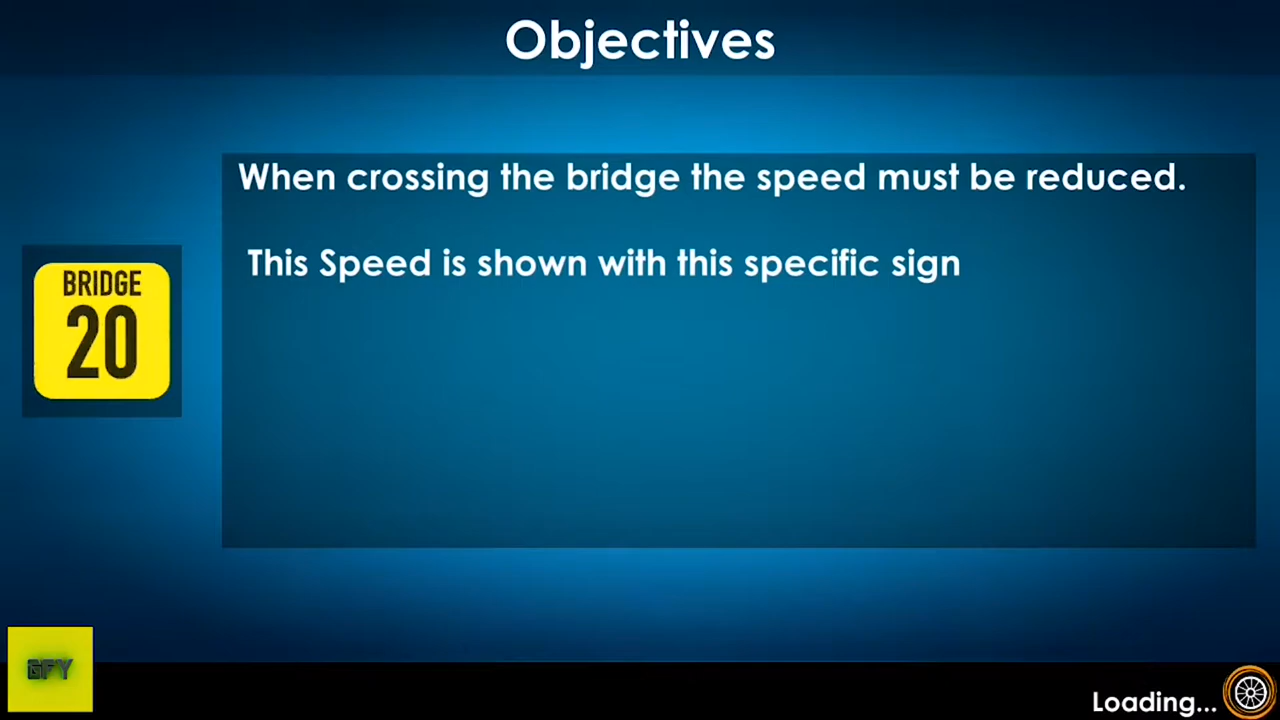 Objectives
When crossing the bridge the speed must be reduced.
This Speed is shown with this specific sign
BRIDGE
20
GFY
Loading...